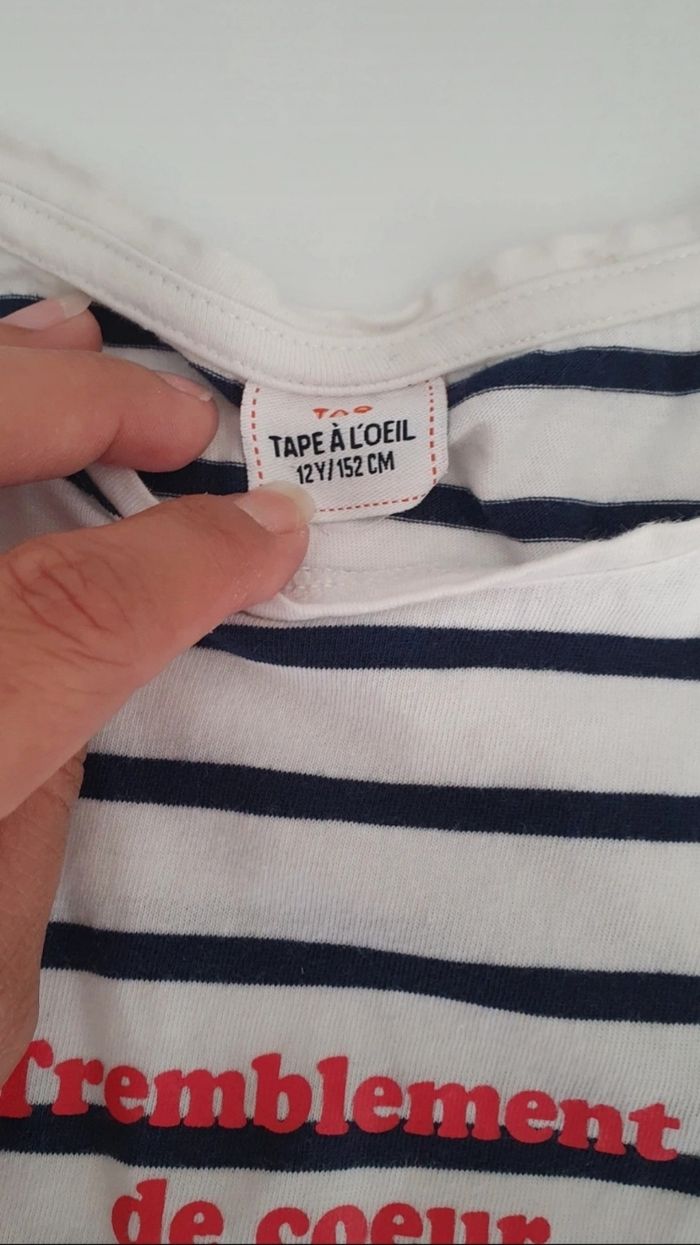 TAO
TAPE À L'OEIL
12Y/152 CM
Tremblement
de coeur